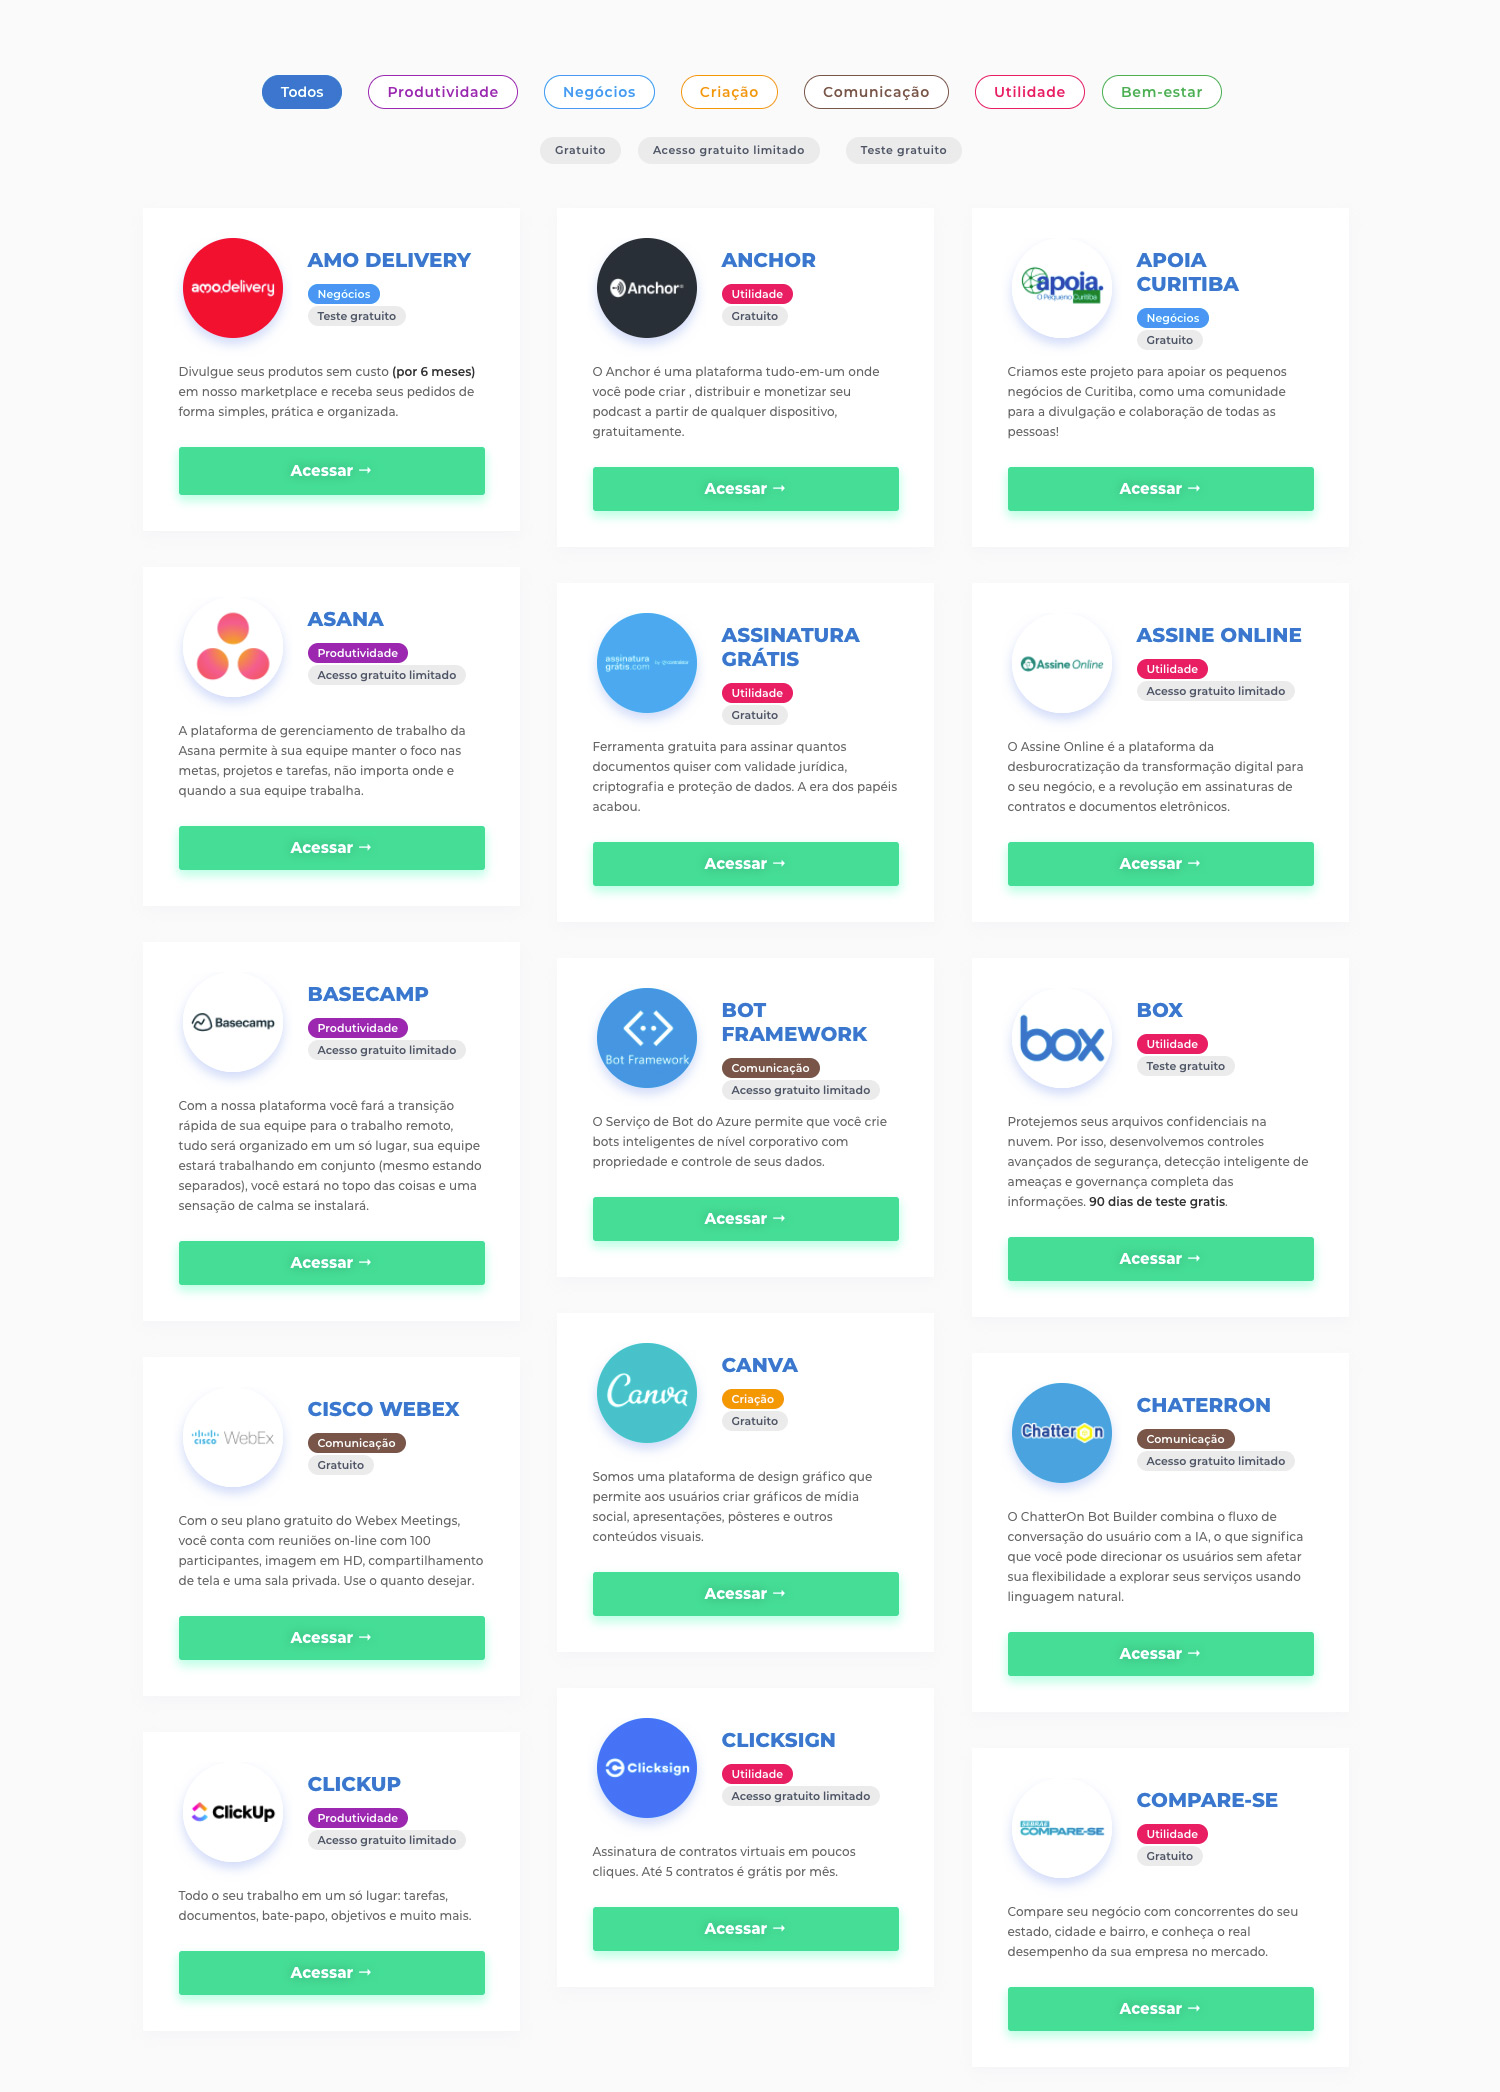 Todos
Produtividade
Negócios
Criação
Comunicação
Utilidade
Bem-estar
Gratuito
Acesso gratuito limitado
Teste gratuito
amo.delivery
AMO DELIVERY
Negócios
Teste gratuito
Divulgue seus produtos sem custo (por 6 meses)
em nosso marketplace e receba seus pedidos de
forma simples, prática e organizada.
Acessar →
Anchor
ANCHOR
Utilidade
Gratuito
O Anchor é uma plataforma tudo-em-um onde
você pode criar , distribuir e monetizar seu
podcast a partir de qualquer dispositivo,
gratuitamente.
Acessar →
apoia.
O Pequeno Curitiba
APOIA
CURITIBA
Negócios
Gratuito
Criamos este projeto para apoiar os pequenos
negócios de Curitiba, como uma comunidade
para a divulgação e colaboração de todas as
pessoas!
Acessar →
ASANA
Produtividade
Acesso gratuito limitado
A plataforma de gerenciamento de trabalho da
Asana permite à sua equipe manter o foco nas
metas, projetos e tarefas, não importa onde e
quando a sua equipe trabalha.
Acessar →
assinatura
grátis.com
by
ASSINATURA
GRÁTIS
Utilidade
Gratuito
Ferramenta gratuita para assinar quantos
documentos quiser com validade jurídica,
criptografia e proteção de dados. A era dos papéis
acabou.
Acessar →
Assine Online
ASSINE ONLINE
Utilidade
Acesso gratuito limitado
O Assine Online é a plataforma da
desburocratização da transformação digital para
o seu negócio, e a revolução em assinaturas de
contratos e documentos eletrônicos.
Acessar →
Basecamp
BASECAMP
Produtividade
Acesso gratuito limitado
Com a nossa plataforma você fará a transição
rápida de sua equipe para o trabalho remoto,
tudo será organizado em um só lugar, sua equipe
estará trabalhando em conjunto (mesmo estando
separados), você estará no topo das coisas e uma
sensação de calma se instalará.
Acessar →
Bot Framework
BOT
FRAMEWORK
Comunicação
Acesso gratuito limitado
O Serviço de Bot do Azure permite que você crie
bots inteligentes de nível corporativo com
propriedade e controle de seus dados.
Acessar →
box
BOX
Utilidade
Teste gratuito
Protejemos seus arquivos confidenciais na
nuvem. Por isso, desenvolvemos controles
avançados de segurança, detecção inteligente de
ameaças e governança completa das
informações. 90 dias de teste gratis.
Acessar →
CISCO WebEx
CISCO WEBEX
Comunicação
Gratuito
Com o seu plano gratuito do Webex Meetings,
você conta com reuniões on-line com 100
participantes, imagem em HD, compartilhamento
de tela e uma sala privada. Use o quanto desejar.
Acessar →
Canva
CANVA
Criação
Gratuito
Somos uma plataforma de design gráfico que
permite aos usuários criar gráficos de mídia
social, apresentações, pôsteres e outros
conteúdos visuais.
Acessar →
ChatterOn
CHATERRON
Comunicação
Acesso gratuito limitado
O ChatterOn Bot Builder combina o fluxo de
conversação do usuário com a IA, o que significa
que você pode direcionar os usuários sem afetar
sua flexibilidade a explorar seus serviços usando
linguagem natural.
Acessar →
ClickUp
CLICKUP
Produtividade
Acesso gratuito limitado
Todo o seu trabalho em um só lugar: tarefas,
documentos, bate-papo, objetivos e muito mais.
Acessar →
Clicksign
CLICKSIGN
Utilidade
Acesso gratuito limitado
Assinatura de contratos virtuais em poucos
cliques. Até 5 contratos é grátis por mês.
Acessar →
SEBRAE
COMPARE-SE
COMPARE-SE
Utilidade
Gratuito
Compare seu negócio com concorrentes do seu
estado, cidade e bairro, e conheça o real
desempenho da sua empresa no mercado.
Acessar →